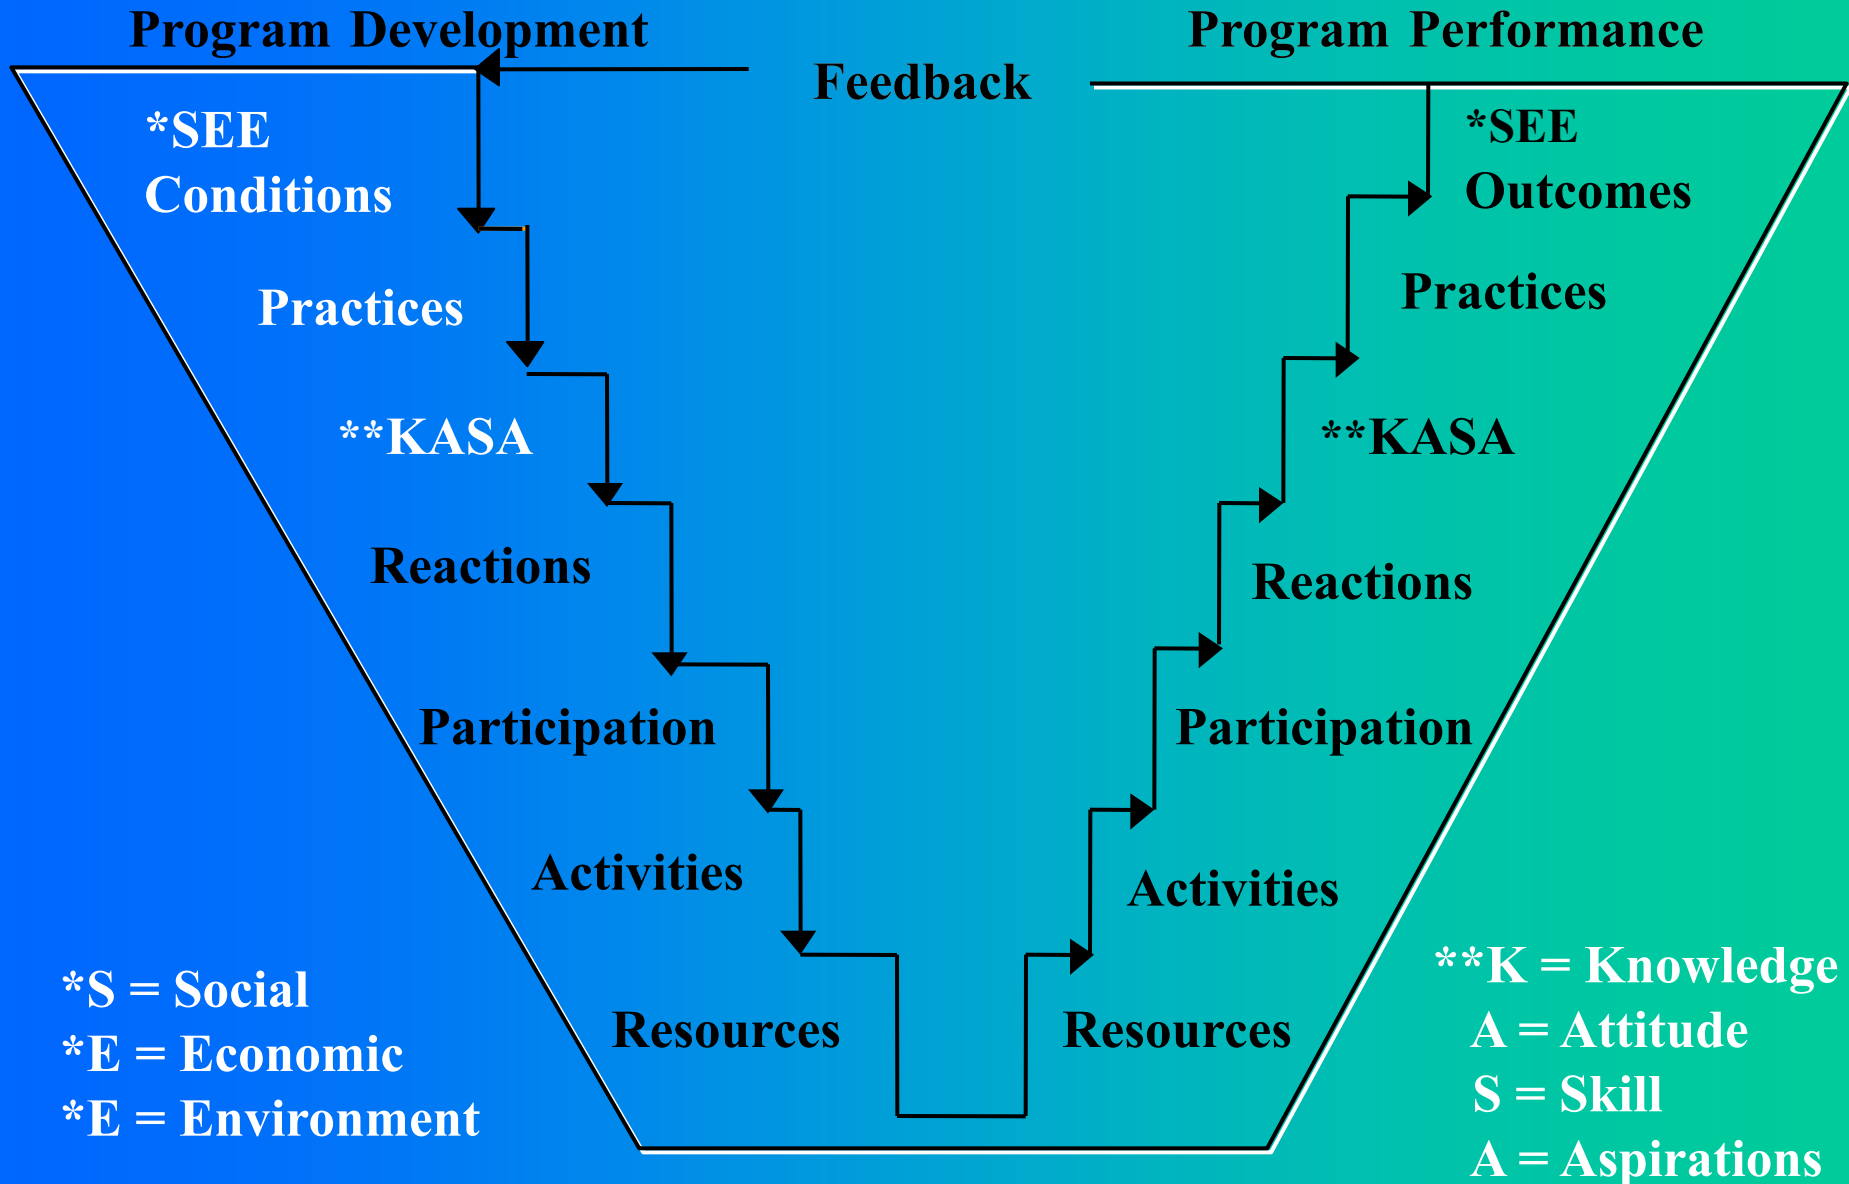 Program Development
Program Performance
Feedback
*SEE
Conditions
Practices
**KASA
Reactions
Participation
Activities
Resources
*SEE
Outcomes
Practices
**KASA
Reactions
Participation
Activities
Resources
*S = Social
*E = Economic
*E = Environment
**K = Knowledge
A = Attitude
S = Skill
A = Aspirations